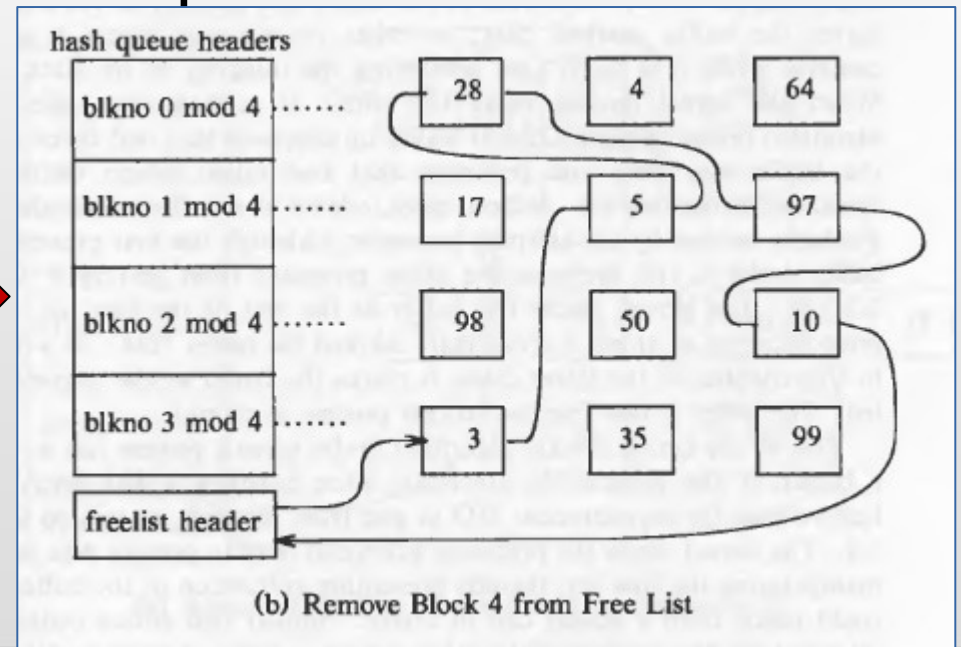 hash queue headers
blkno 0 mod 4 28 4 64
blkno 1 mod 4 17 5 97
blkno 2 mod 4 98 50 10
blkno 3 mod 4 3 35 99
freelist header
(b) Remove Block 4 from Free List